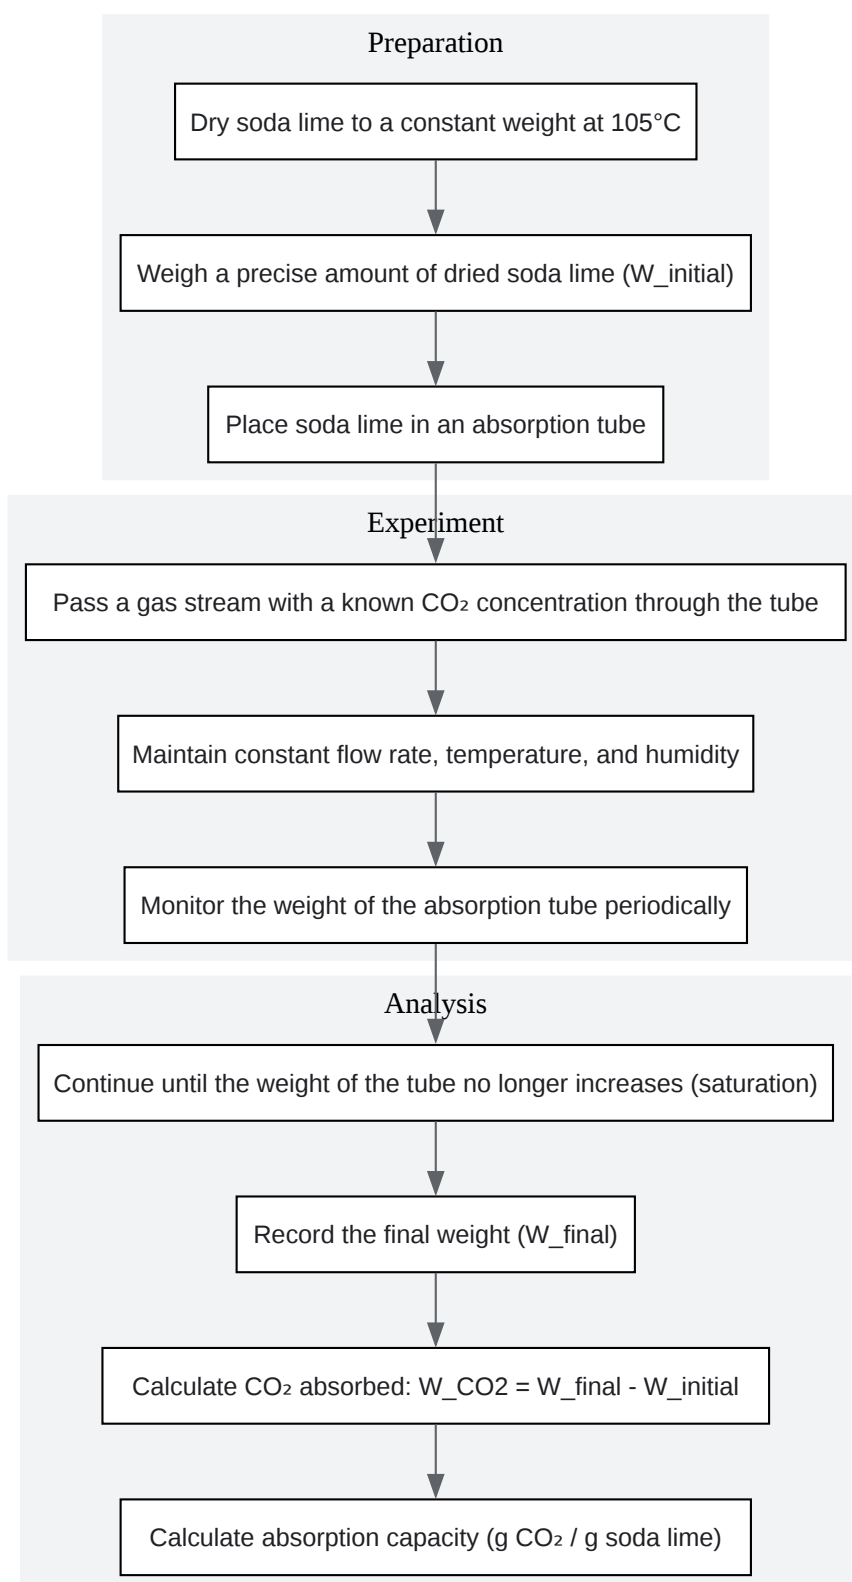 Preparation
Dry soda lime to a constant weight at 105°C
Weigh a precise amount of dried soda lime (W_initial)
Place soda lime in an absorption tube
Experiment
Pass a gas stream with a known CO₂ concentration through the tube
Maintain constant flow rate, temperature, and humidity
Monitor the weight of the absorption tube periodically
Analysis
Continue until the weight of the tube no longer increases (saturation)
Record the final weight (W_final)
Calculate CO₂ absorbed: W_CO2 = W_final - W_initial
Calculate absorption capacity (g CO₂ / g soda lime)